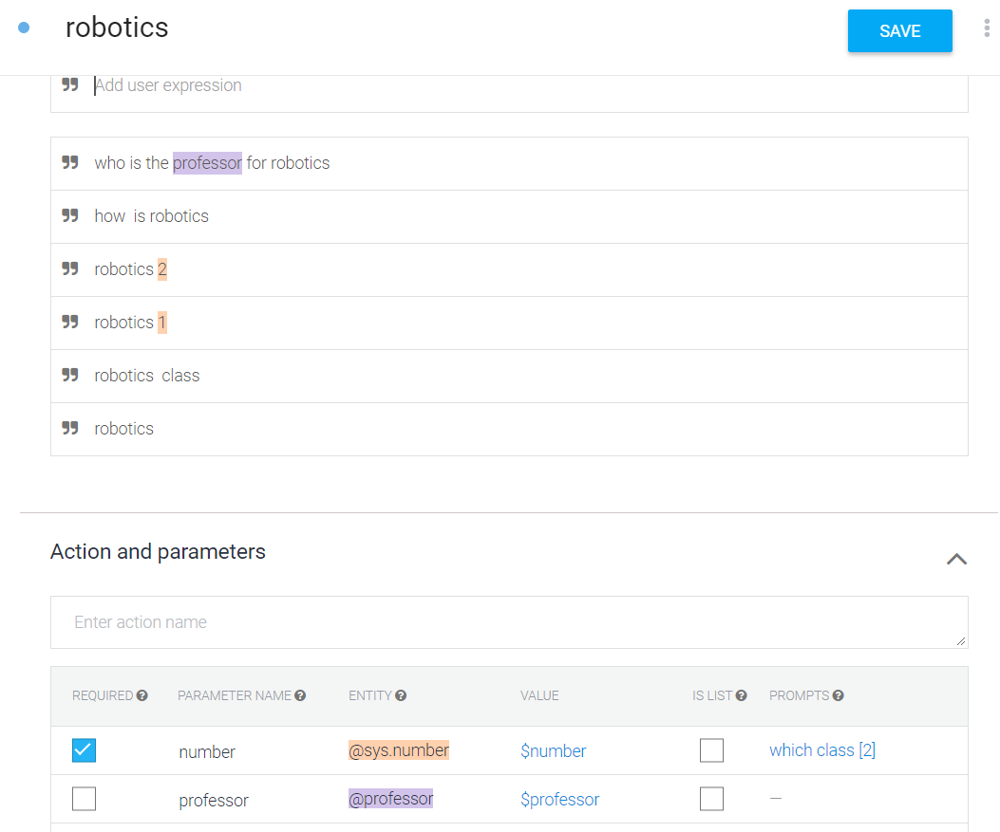 robotics
SAVE
Add user expression
who is the professor for robotics
how is robotics
robotics 2
robotics 1
robotics class
robotics
Action and parameters
Enter action name
REQUIRED PARAMETER NAME ENTITY VALUE IS LIST PROMPTS
number @sys.number $number which class [2]
professor @professor $professor —